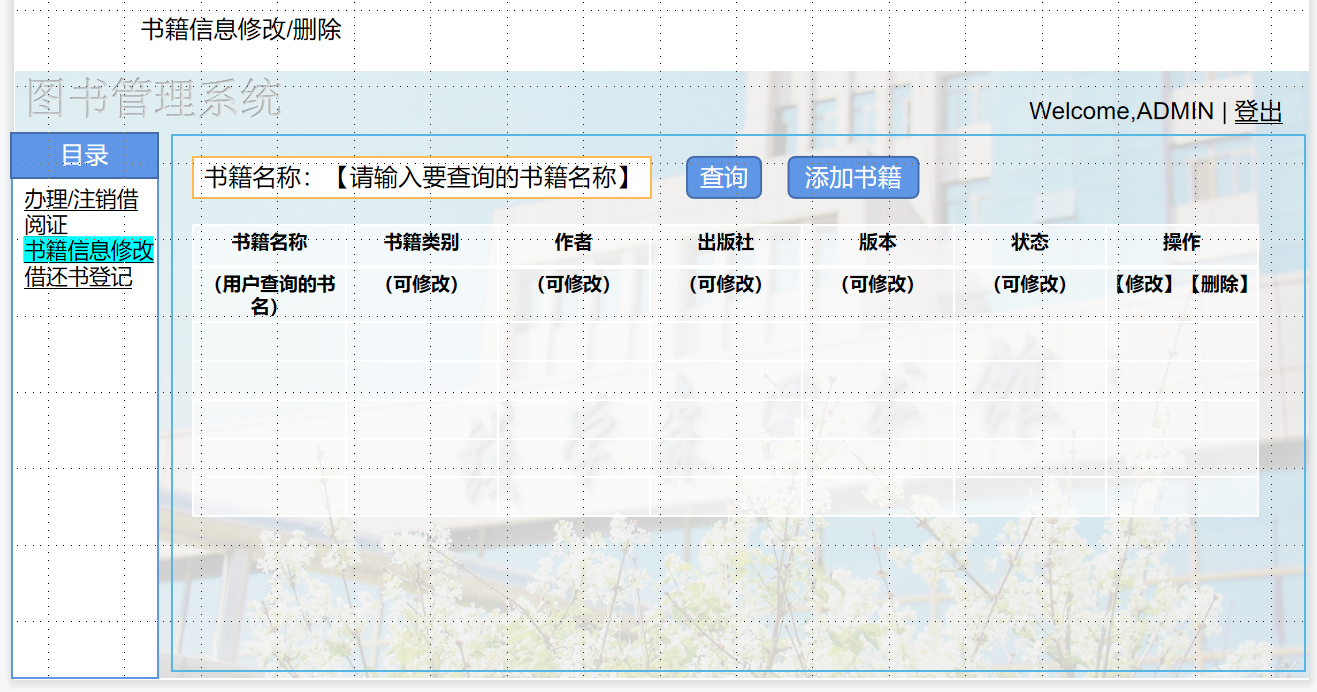 书籍信息修改/删除
图书管理系统
Welcome,ADMIN | 登出
目录
办理/注销借
阅证
书籍信息修改
借还书登记
书籍名称：【请输入要查询的书籍名称】
查询
添加书籍
书籍名称 书籍类别 作者 出版社 版本 状态 操作
（用户查询的书 （可修改） （可修改） （可修改） （可修改） （可修改） 【修改】【删除】
名）